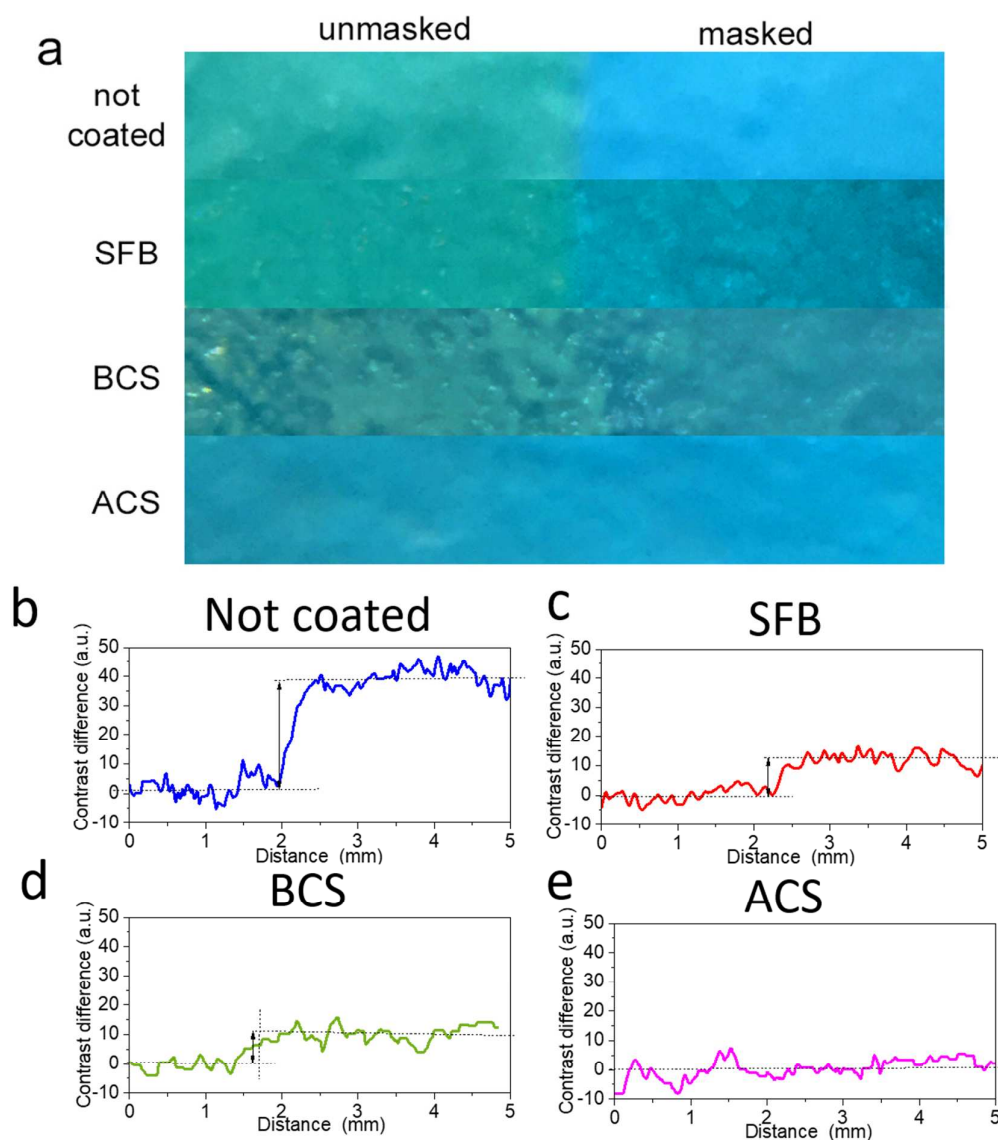 a
unmasked masked
not
coated
SFB
BCS
ACS
b Not coated
Contrast difference (a.u.)
50
40
30
20
10
0
-10
0 1 2 3 4 5
Distance (mm)
c SFB
Contrast difference (a.u.)
50
40
30
20
10
0
-10
0 1 2 3 4 5
Distance (mm)
d BCS
Contrast difference (a.u.)
50
40
30
20
10
0
-10
0 1 2 3 4 5
Distance (mm)
e ACS
Contrast difference (a.u.)
50
40
30
20
10
0
-10
0 1 2 3 4 5
Distance (mm)